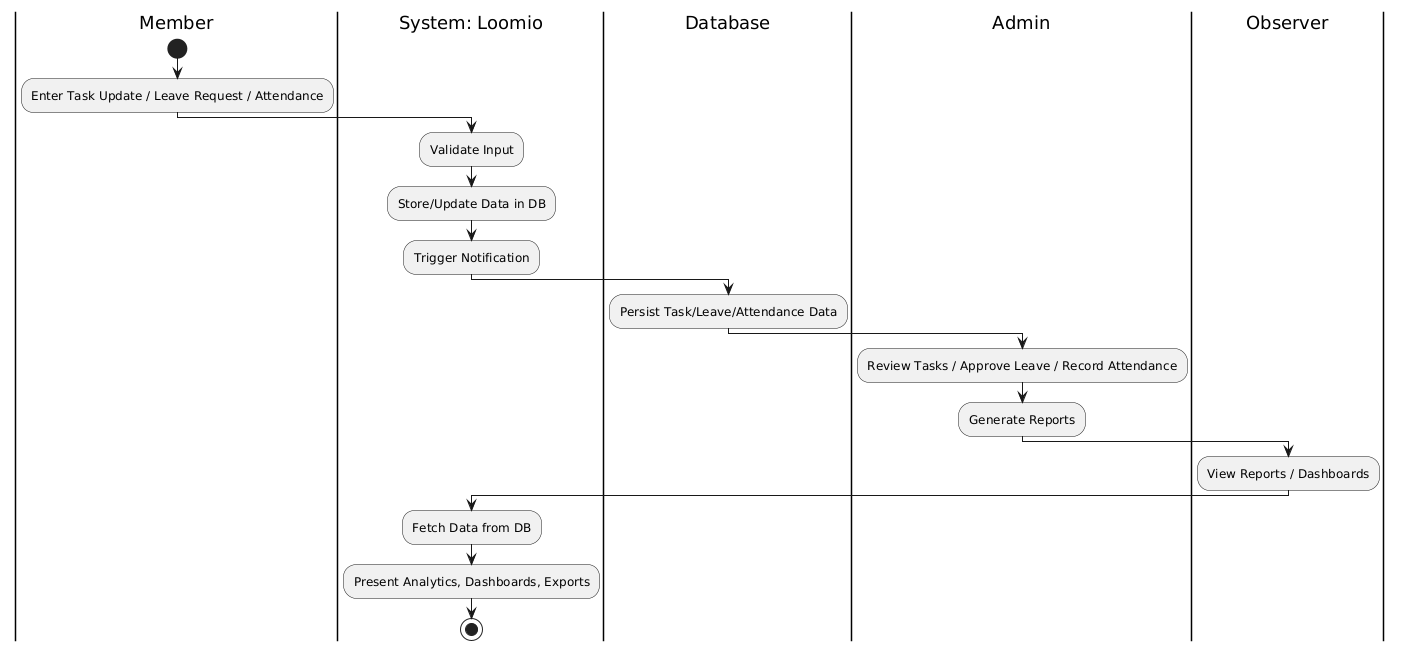 Member
System: Loomio
Database
Admin
Observer
Enter Task Update / Leave Request / Attendance
Validate Input
Store/Update Data in DB
Trigger Notification
Persist Task/Leave/Attendance Data
Review Tasks / Approve Leave / Record Attendance
Generate Reports
View Reports / Dashboards
Fetch Data from DB
Present Analytics, Dashboards, Exports